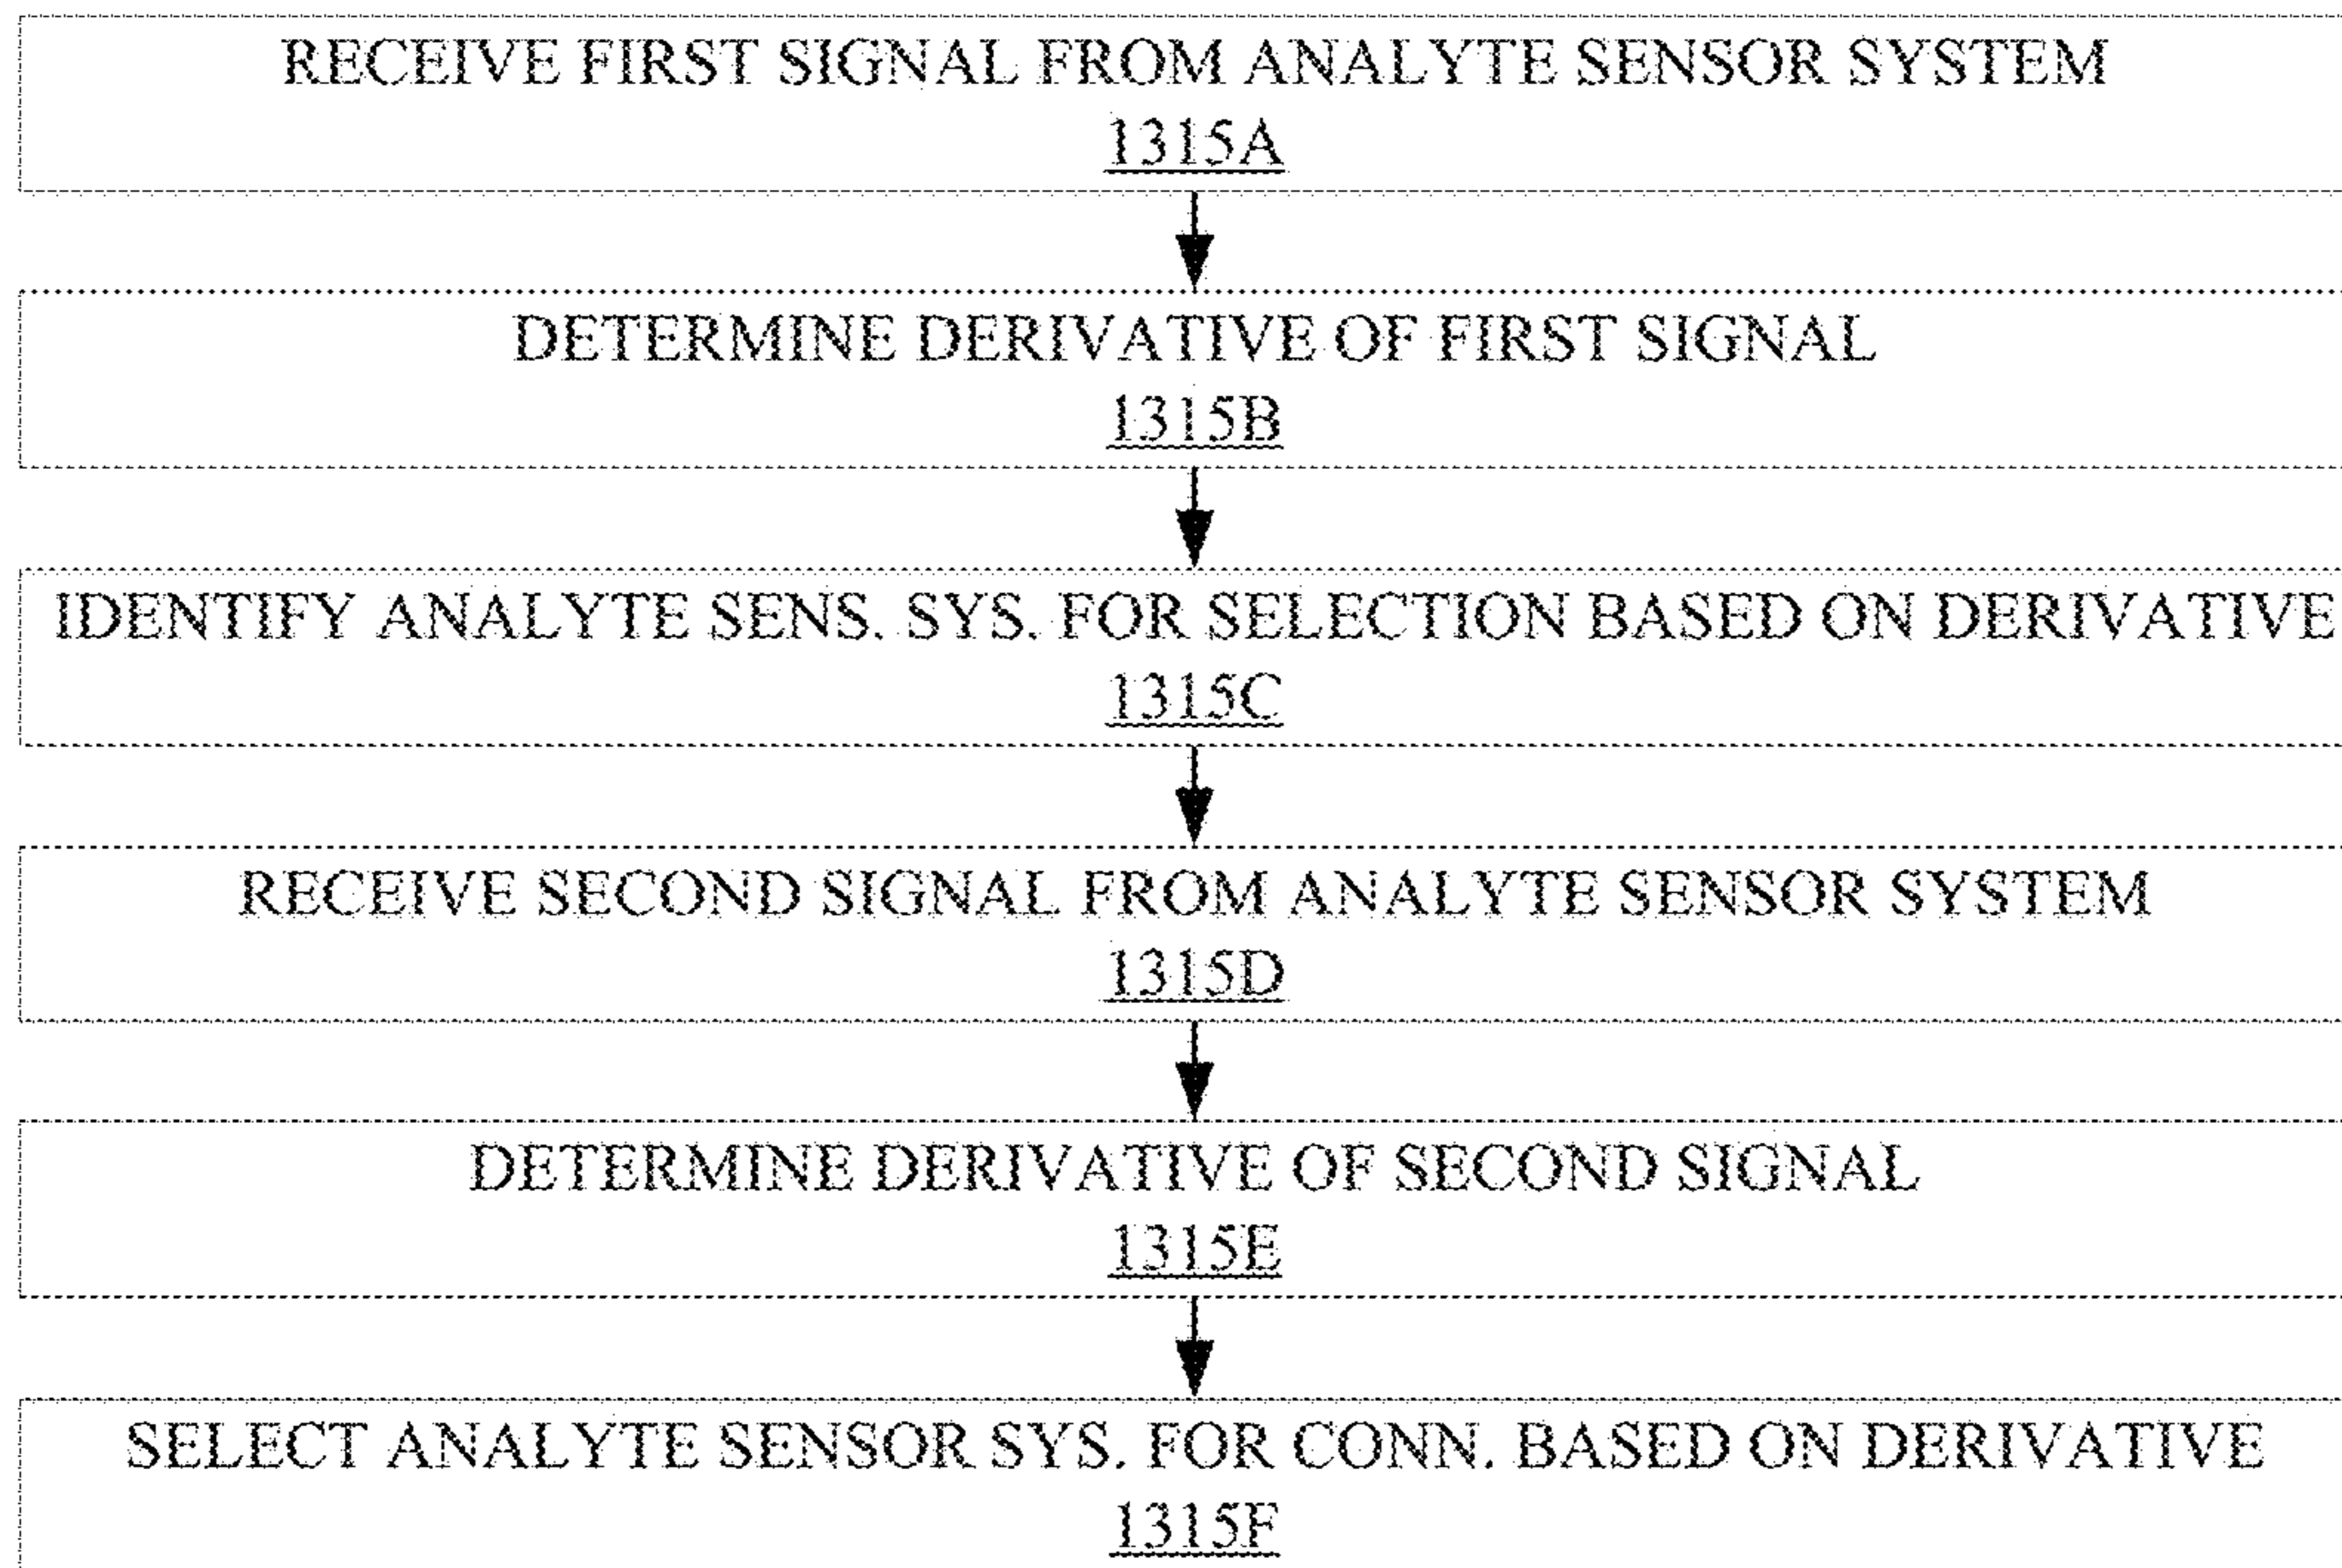 RECEIVE FIRST SIGNAL FROM ANALYTE SENSOR SYSTEM
1315A
DETERMINE DERIVATIVE OF FIRST SIGNAL
1315B
IDENTIFY ANALYTE SENS. SYS. FOR SELECTION BASED ON DERIVATIVE
1315C
RECEIVE SECOND SIGNAL FROM ANALYTE SENSOR SYSTEM
1315D
DETERMINE DERIVATIVE OF SECOND SIGNAL
1315E
SELECT ANALYTE SENSOR SYS. FOR CONN. BASED ON DERIVATIVE
1315F